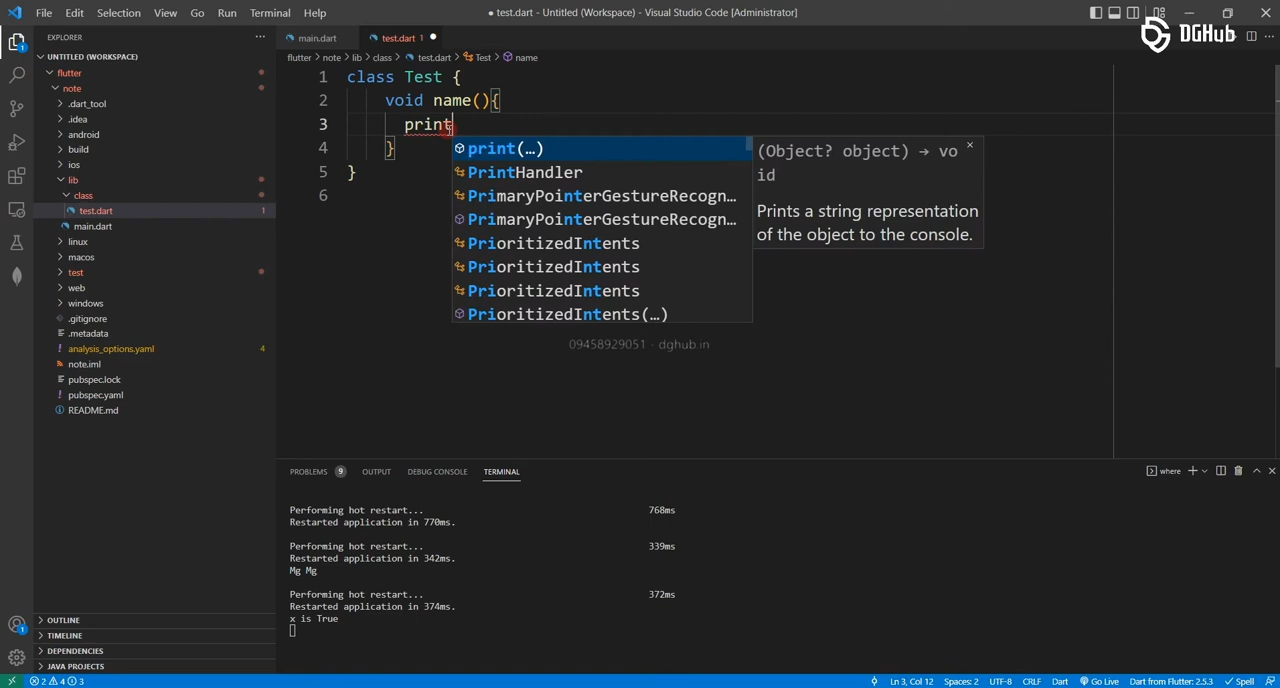 File Edit Selection View Go Run Terminal Help
● test.dart - Untitled (Workspace) - Visual Studio Code [Administrator]
DGHub
EXPLORER
main.dart
test.dart 1 ●
UNTITLED (WORKSPACE)
flutter > note > lib > class > test.dart > Test > name
flutter
note
.dart_tool
.idea
android
build
ios
lib
class
test.dart 1
main.dart
linux
macos
test
web
windows
.gitignore
.metadata
analysis_options.yaml 4
note.iml
pubspec.lock
pubspec.yaml
README.md
OUTLINE
TIMELINE
DEPENDENCIES
JAVA PROJECTS
1 class Test {
2 void name(){
3 print
4 }
5 }
6
print(…)
PrintHandler
PrimaryPointerGestureRecogn…
PrimaryPointerGestureRecogn…
PrioritizedIntents
PrioritizedIntents
PrioritizedIntents
PrioritizedIntents(…)
(Object? object) → vo
id
Prints a string representation
of the object to the console.
09458929051 · dghub.in
PROBLEMS 9 OUTPUT DEBUG CONSOLE TERMINAL
where
Performing hot restart... 768ms
Restarted application in 770ms.
Performing hot restart... 339ms
Restarted application in 342ms.
Mg Mg
Performing hot restart... 372ms
Restarted application in 374ms.
x is True
2 4 3
Ln 3, Col 12 Spaces: 2 UTF-8 CRLF Dart Go Live Dart from Flutter: 2.5.3 Spell